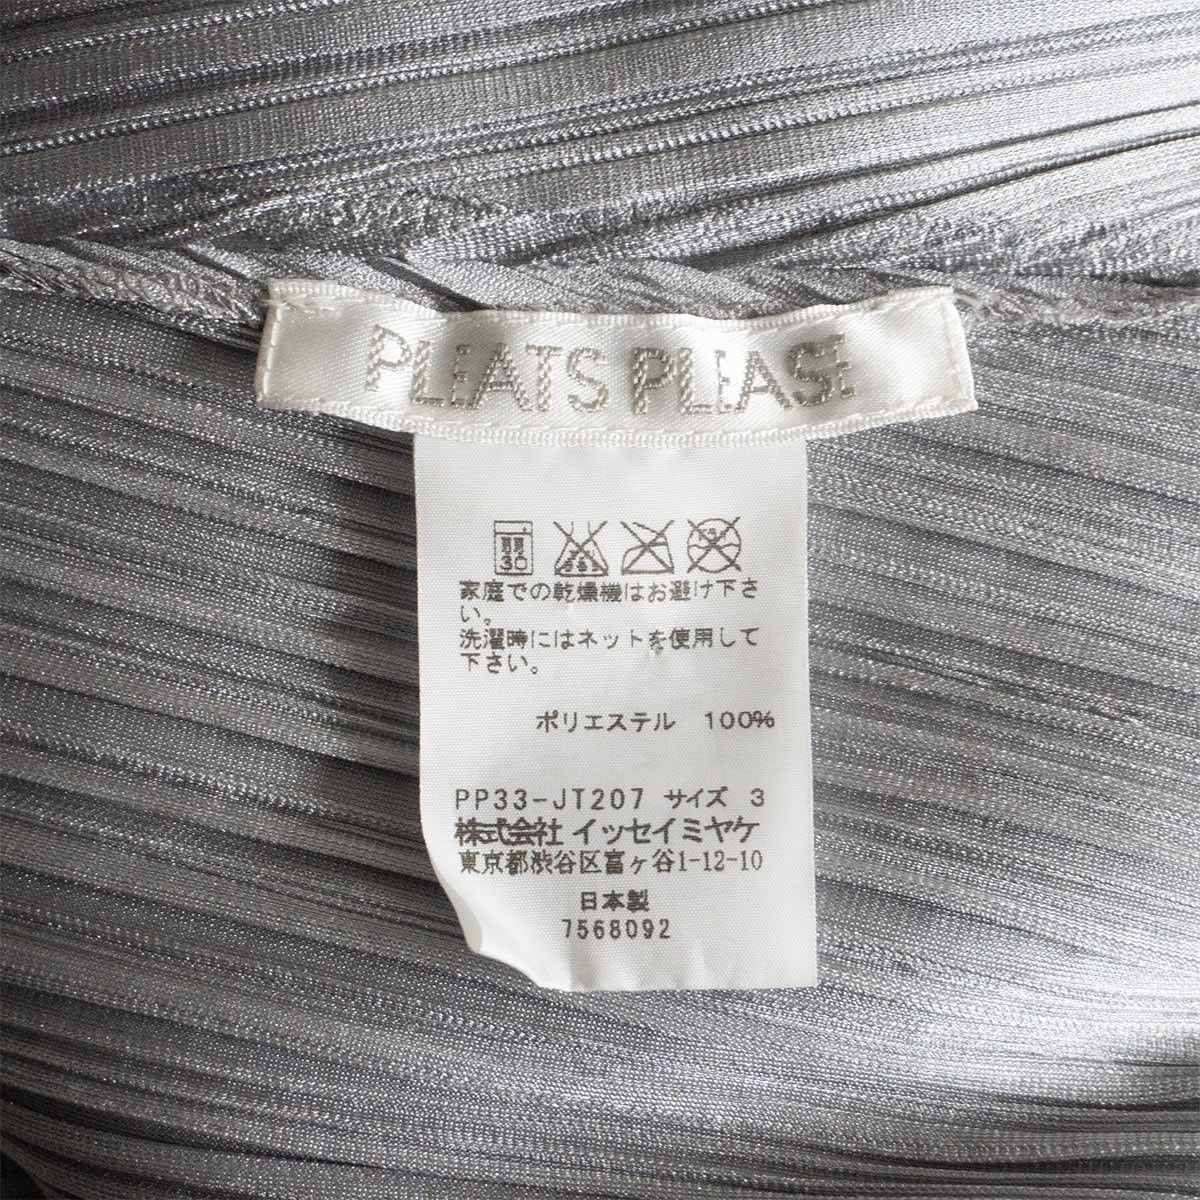 PLEATS PLEASE
30
家庭での乾燥機はお避け下さ
い。
洗濯時にはネットを使用して
下さい。
ポリエステル 100%
PP33-JT207 サイズ 3
株式会社 イッセイミヤケ
東京都渋谷区富ヶ谷1-12-10
日本製
7568092